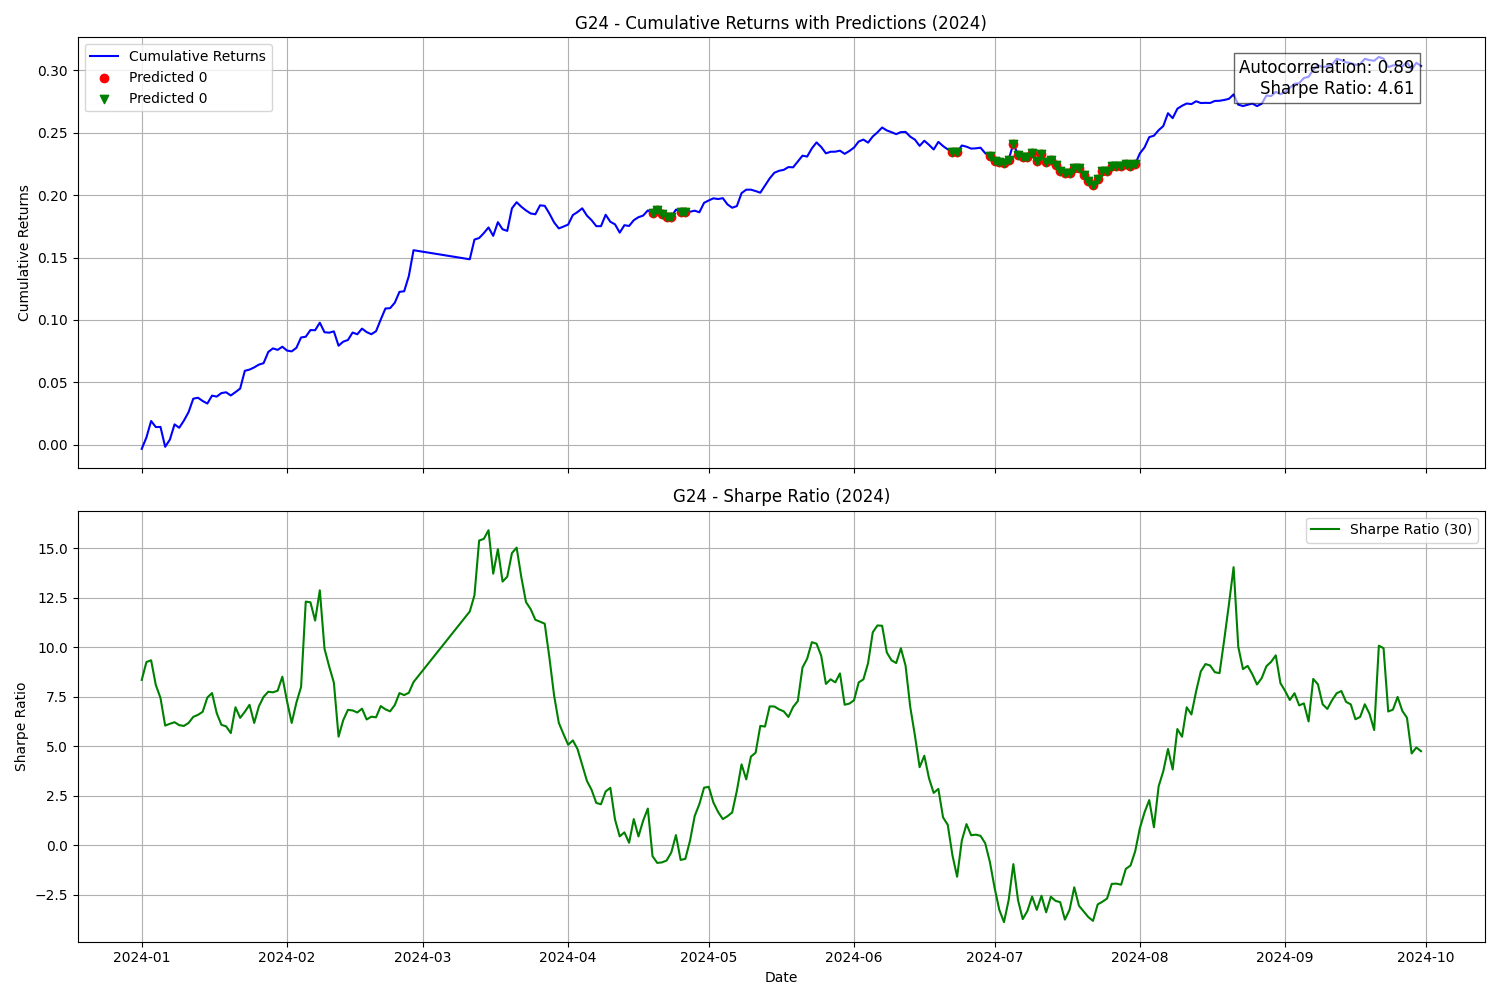 G24 - Cumulative Returns with Predictions (2024)
Cumulative Returns
Predicted 0
Predicted 0
Autocorrelation: 0.89
Sharpe Ratio: 4.61
Cumulative Returns
0.30
0.25
0.20
0.15
0.10
0.05
0.00
G24 - Sharpe Ratio (2024)
Sharpe Ratio (30)
Sharpe Ratio
15.0
12.5
10.0
7.5
5.0
2.5
0.0
−2.5
2024-01 2024-02 2024-03 2024-04 2024-05 2024-06 2024-07 2024-08 2024-09 2024-10
Date